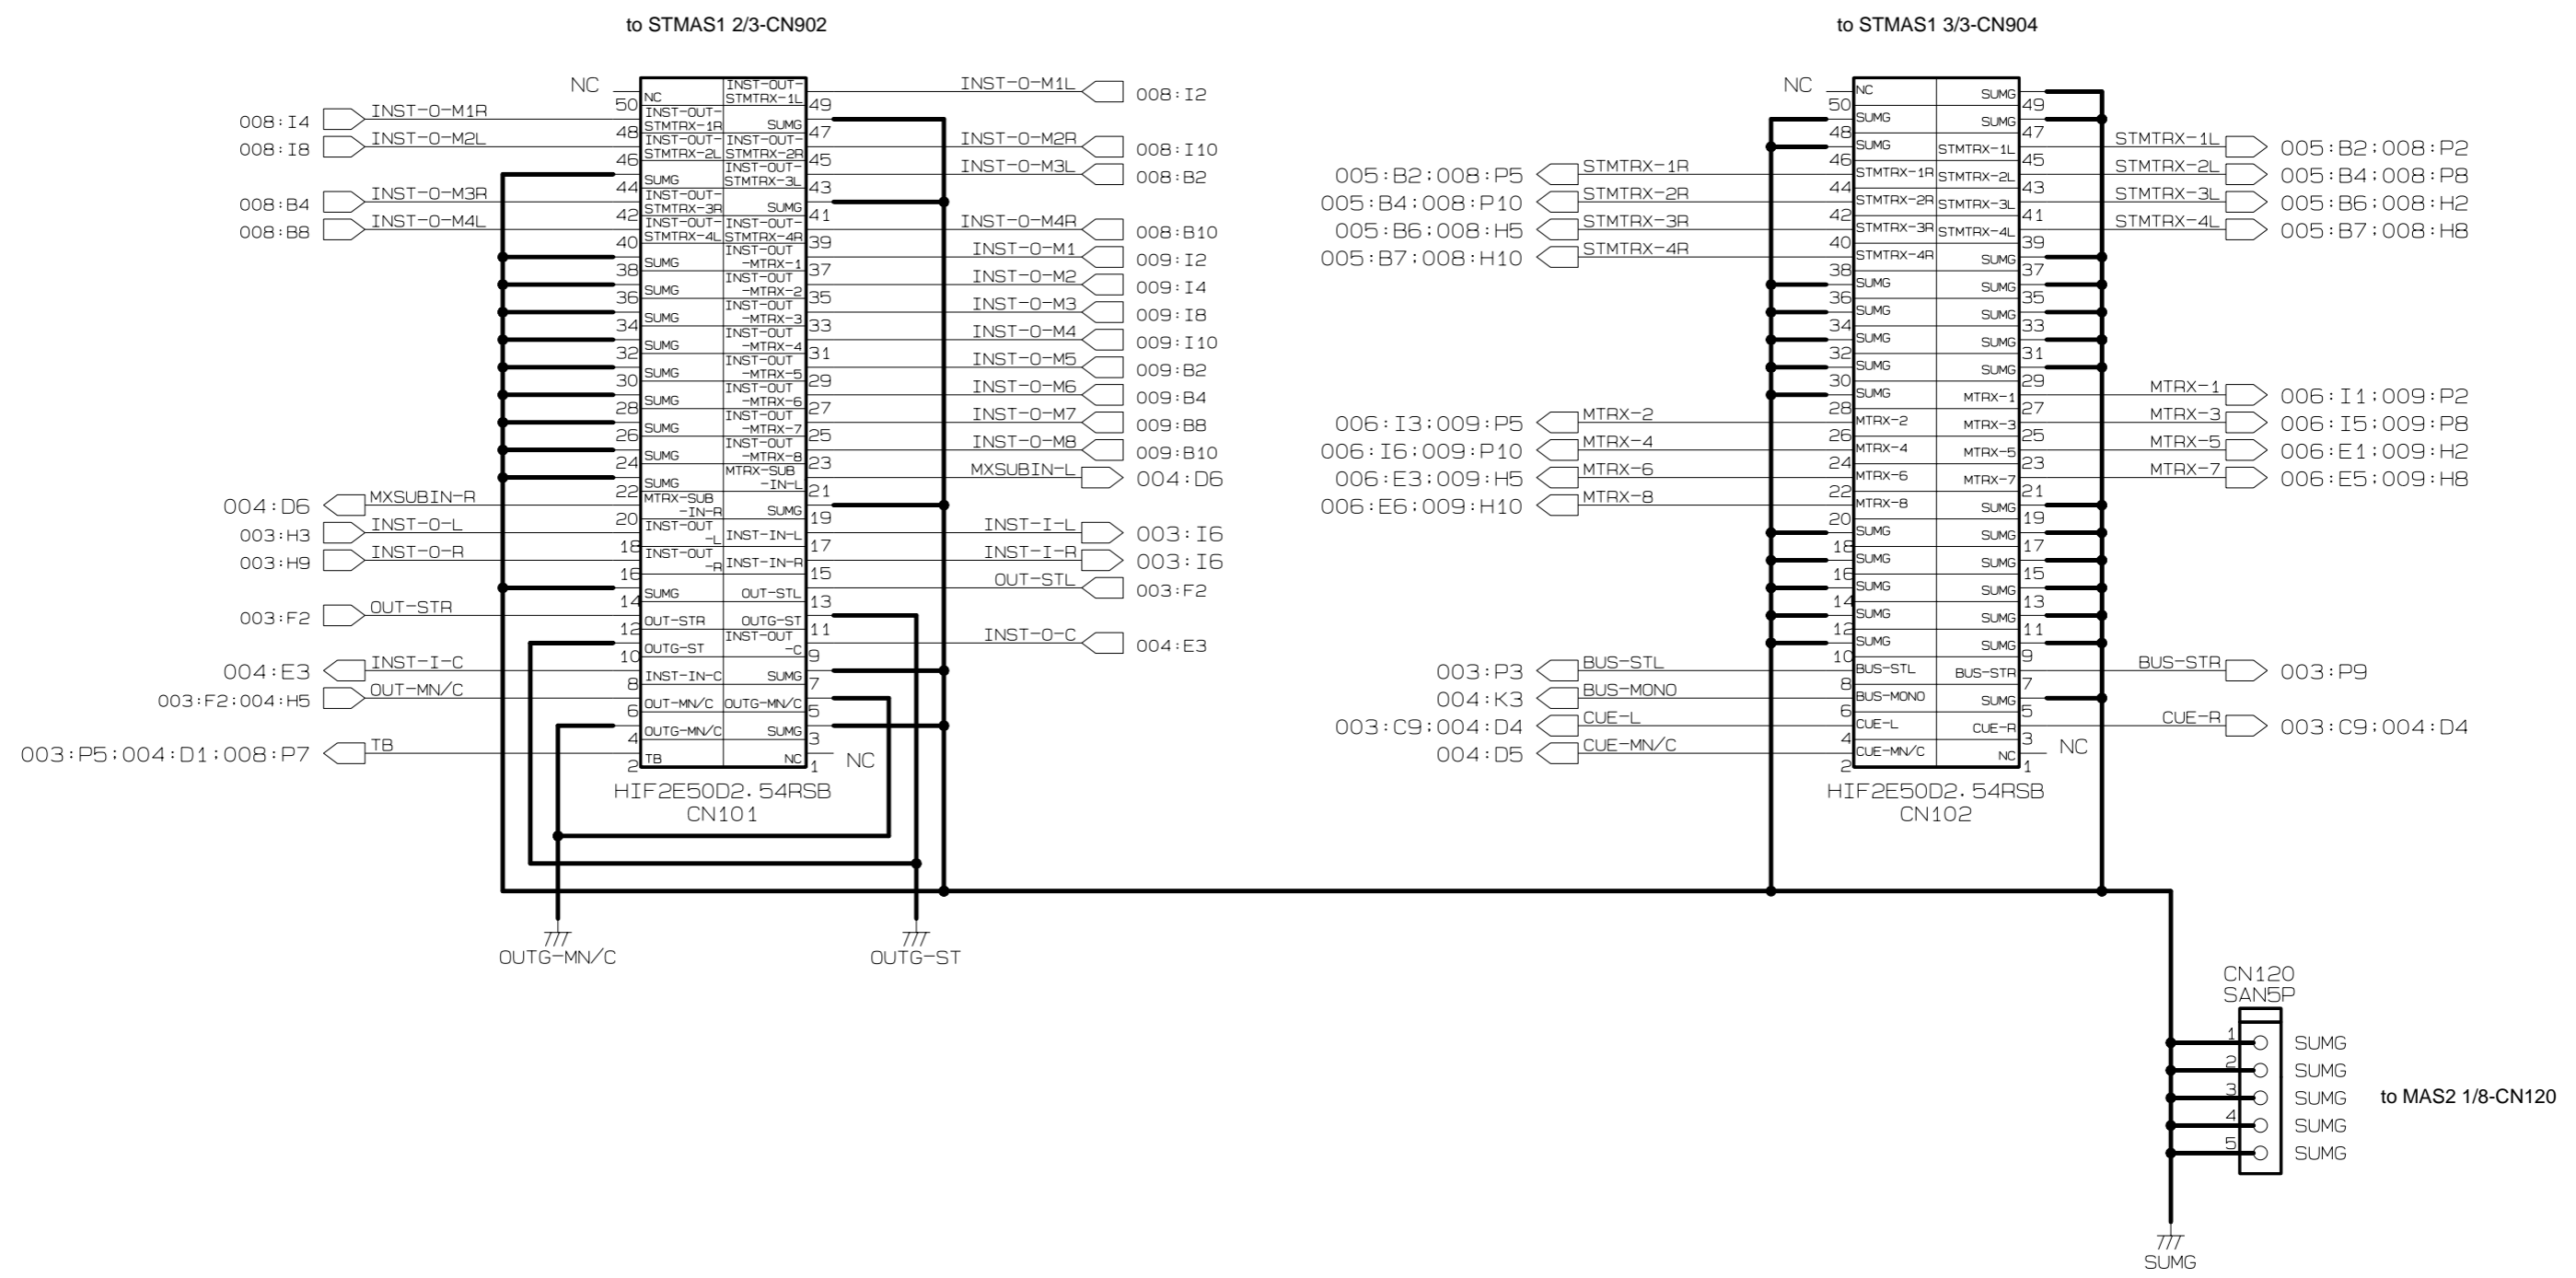 to STMAS1 2/3-CN902
NC
50
NC
INST-OUT-
STMTRX-1L
49
INST-O-M1L
008:I2
008:I4
INST-O-M1R
48
INST-OUT-
STMTRX-1R
SUMG
47
008:I8
INST-O-M2L
46
INST-OUT-
STMTRX-2L
INST-OUT-
STMTRX-2R
45
INST-O-M2R
008:I10
44
SUMG
INST-OUT-
STMTRX-3L
43
INST-O-M3L
008:B2
008:B4
INST-O-M3R
42
INST-OUT-
STMTRX-3R
SUMG
41
008:B8
INST-O-M4L
40
INST-OUT-
STMTRX-4L
INST-OUT-
STMTRX-4R
39
INST-O-M4R
008:B10
38
SUMG
INST-OUT
-MTRX-1
37
INST-O-M1
009:I2
36
SUMG
INST-OUT
-MTRX-2
35
INST-O-M2
009:I4
34
SUMG
INST-OUT
-MTRX-3
33
INST-O-M3
009:I8
32
SUMG
INST-OUT
-MTRX-4
31
INST-O-M4
009:I10
30
SUMG
INST-OUT
-MTRX-5
29
INST-O-M5
009:B2
28
SUMG
INST-OUT
-MTRX-6
27
INST-O-M6
009:B4
26
SUMG
INST-OUT
-MTRX-7
25
INST-O-M7
009:B8
24
SUMG
INST-OUT
-MTRX-8
23
INST-O-M8
009:B10
22
SUMG
MTRX-SUB
-IN-L
21
MXSUBIN-L
004:D6
004:D6
MXSUBIN-R
20
MTRX-SUB
-IN-R
SUMG
19
003:H3
INST-O-L
18
INST-OUT
-L
INST-IN-L
17
INST-I-L
003:I6
003:H9
INST-O-R
16
INST-OUT
-R
INST-IN-R
15
INST-I-R
003:I6
14
SUMG
OUT-STL
13
OUT-STL
003:F2
003:F2
OUT-STR
12
OUT-STR
OUTG-ST
11
10
OUTG-ST
INST-OUT
-C
9
INST-O-C
004:E3
004:E3
INST-I-C
8
INST-IN-C
SUMG
7
003:F2;004:H5
OUT-MN/C
6
OUT-MN/C
OUTG-MN/C
5
4
OUTG-MN/C
SUMG
3
003:P5;004:D1;008:P7
TB
2
TB
NC
1
NC
HIF2E50D2.54RSB
CN101
OUTG-MN/C
OUTG-ST
to STMAS1 3/3-CN904
NC
50
NC
SUMG
49
48
SUMG
SUMG
47
46
SUMG
STMTRX-1L
45
STMTRX-1L
005:B2;008:P2
005:B2;008:P5
STMTRX-1R
44
STMTRX-1R
STMTRX-2L
43
STMTRX-2L
005:B4;008:P8
005:B4;008:P10
STMTRX-2R
42
STMTRX-2R
STMTRX-3L
41
STMTRX-3L
005:B6;008:H2
005:B6;008:H5
STMTRX-3R
40
STMTRX-3R
STMTRX-4L
39
STMTRX-4L
005:B7;008:H8
005:B7;008:H10
STMTRX-4R
38
STMTRX-4R
SUMG
37
36
SUMG
SUMG
35
34
SUMG
SUMG
33
32
SUMG
SUMG
31
30
SUMG
SUMG
29
28
SUMG
MTRX-1
27
MTRX-1
006:I1;009:P2
006:I3;009:P5
MTRX-2
26
MTRX-2
MTRX-3
25
MTRX-3
006:I5;009:P8
006:I6;009:P10
MTRX-4
24
MTRX-4
MTRX-5
23
MTRX-5
006:E1;009:H2
006:E3;009:H5
MTRX-6
22
MTRX-6
MTRX-7
21
MTRX-7
006:E5;009:H8
006:E6;009:H10
MTRX-8
20
MTRX-8
SUMG
19
18
SUMG
SUMG
17
16
SUMG
SUMG
15
14
SUMG
SUMG
13
12
SUMG
SUMG
11
10
SUMG
SUMG
9
003:P3
BUS-STL
8
BUS-STL
BUS-STR
7
BUS-STR
003:P9
004:K3
BUS-MONO
6
BUS-MONO
SUMG
5
003:C9;004:D4
CUE-L
4
CUE-L
CUE-R
3
CUE-R
003:C9;004:D4
004:D5
CUE-MN/C
2
CUE-MN/C
NC
1
NC
HIF2E50D2.54RSB
CN102
CN120
SAN5P
1
SUMG
2
SUMG
3
SUMG
to MAS2 1/8-CN120
4
SUMG
5
SUMG
SUMG